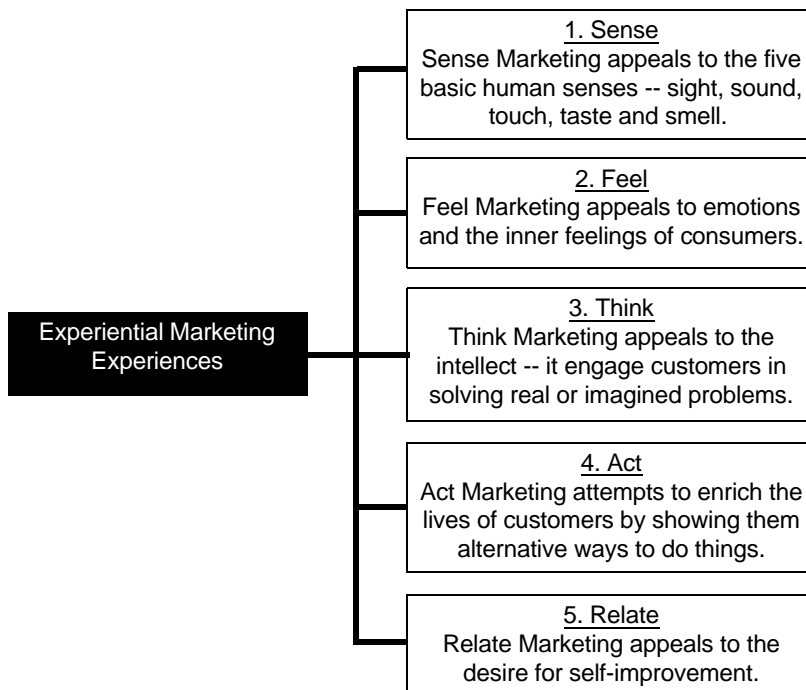 1. Sense
Sense Marketing appeals to the five
basic human senses -- sight, sound,
touch, taste and smell.
2. Feel
Feel Marketing appeals to emotions
and the inner feelings of consumers.
Experiential Marketing
Experiences
3. Think
Think Marketing appeals to the
intellect -- it engage customers in
solving real or imagined problems.
4. Act
Act Marketing attempts to enrich the
lives of customers by showing them
alternative ways to do things.
5. Relate
Relate Marketing appeals to the
desire for self-improvement.